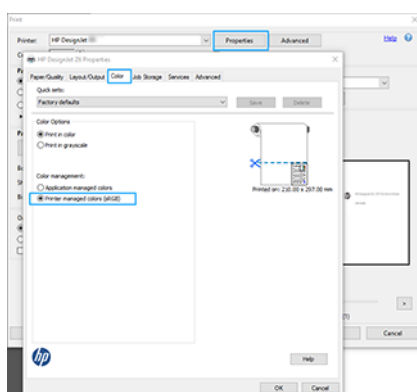 Print
Printer: HP DesignJet Properties Advanced Help
HP DesignJet Z6 Properties
Paper/Quality Layout/Output Color Job Storage Services Advanced
Quick sets:
Factory defaults Save Delete
Color Options
Print in color
Print in grayscale
Color management:
Application managed colors
Printer managed colors (sRGB)
Printed on: 210.00 x 297.00 mm
Cancel
hp
Help
OK Cancel